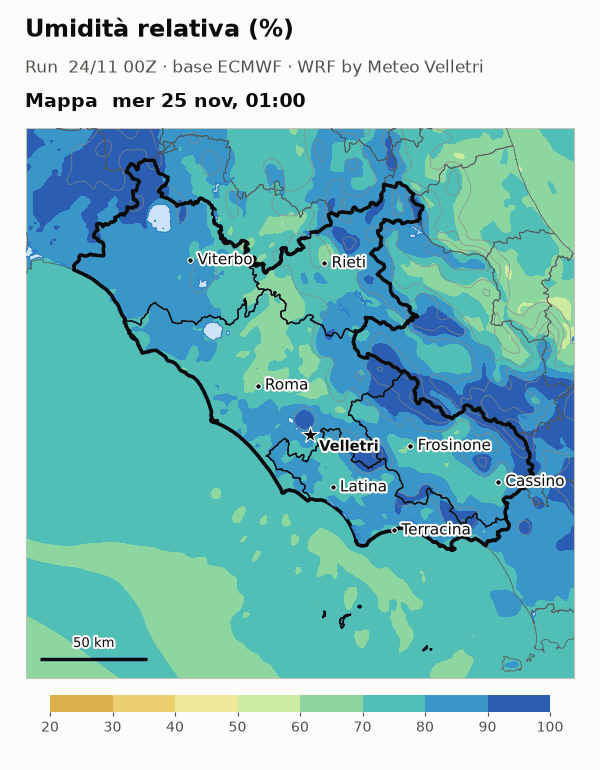 Umidità relativa (%)
Run  24/11 00Z · base ECMWF · WRF by Meteo Velletri
Mappa  mer 25 nov, 01:00
Viterbo
Rieti
Roma
Velletri
Frosinone
Cassino
Latina
Terracina
50 km
20 30 40 50 60 70 80 90 100